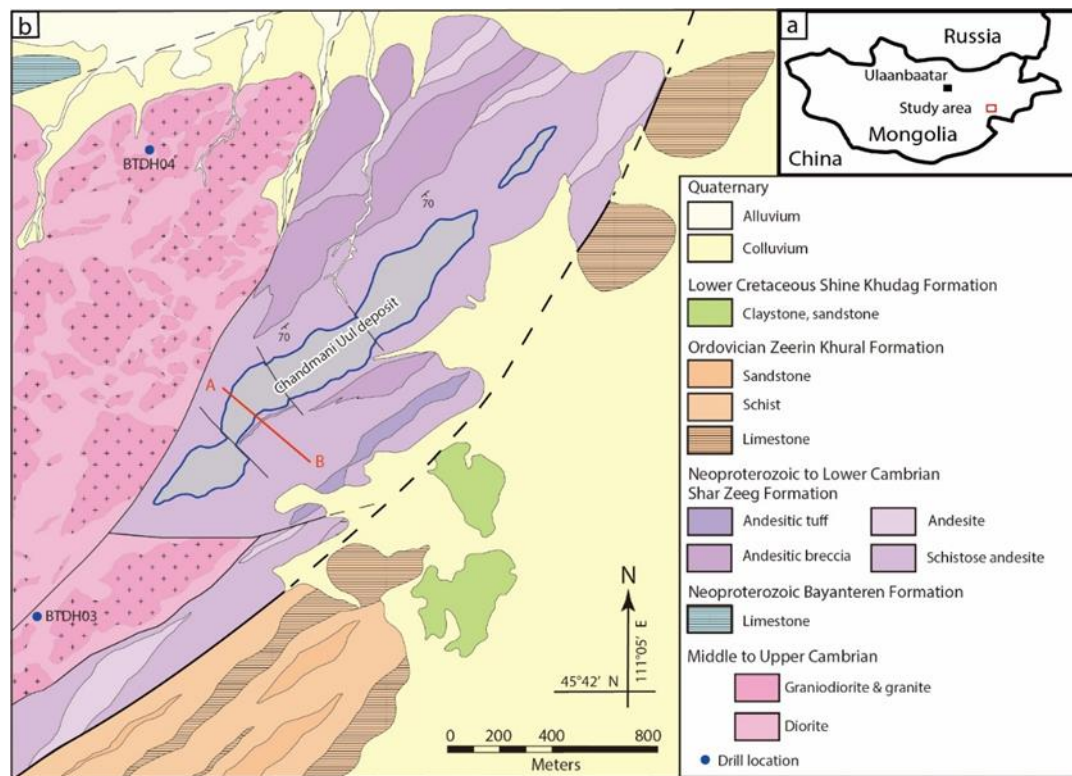 b
BTDH04
70
70
Chandmani Uul deposit
A
B
BTDH03
N
45°42' N
111°05' E
0 200 400 800
Meters
a
Russia
Ulaanbaatar
Study area
Mongolia
China
Quaternary
Alluvium
Colluvium
Lower Cretaceous Shine Khudag Formation
Claystone, sandstone
Ordovician Zeerin Khural Formation
Sandstone
Schist
Limestone
Neoproterozoic to Lower Cambrian
Shar Zeeg Formation
Andesitic tuff
Andesite
Andesitic breccia
Schistose andesite
Neoproterozoic Bayanteren Formation
Limestone
Middle to Upper Cambrian
Graniodiorite & granite
Diorite
Drill location